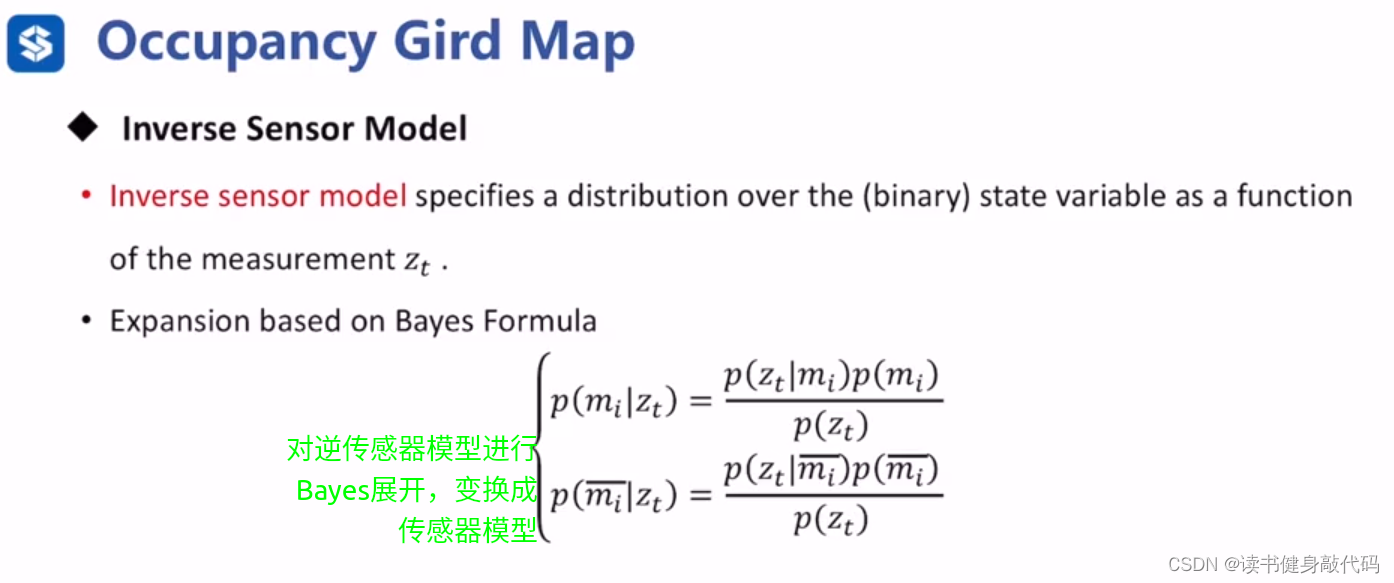 Occupancy Gird Map
◆ Inverse Sensor Model
• Inverse sensor model specifies a distribution over the (binary) state variable as a function
of the measurement $z_t$ .
• Expansion based on Bayes Formula
$p(m_i|z_t) = \frac{p(z_t|m_i)p(m_i)}{p(z_t)}$
$p(\overline{m_i}|z_t) = \frac{p(z_t|\overline{m_i})p(\overline{m_i})}{p(z_t)}$
对逆传感器模型进行
Bayes展开，变换成
传感器模型
CSDN @读书健身敲代码